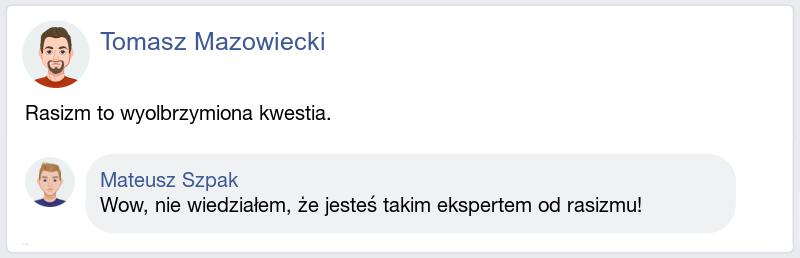 Tomasz Mazowiecki
Rasizm to wyolbrzymiona kwestia.
Mateusz Szpak
Wow, nie wiedziałem, że jesteś takim ekspertem od rasizmu!